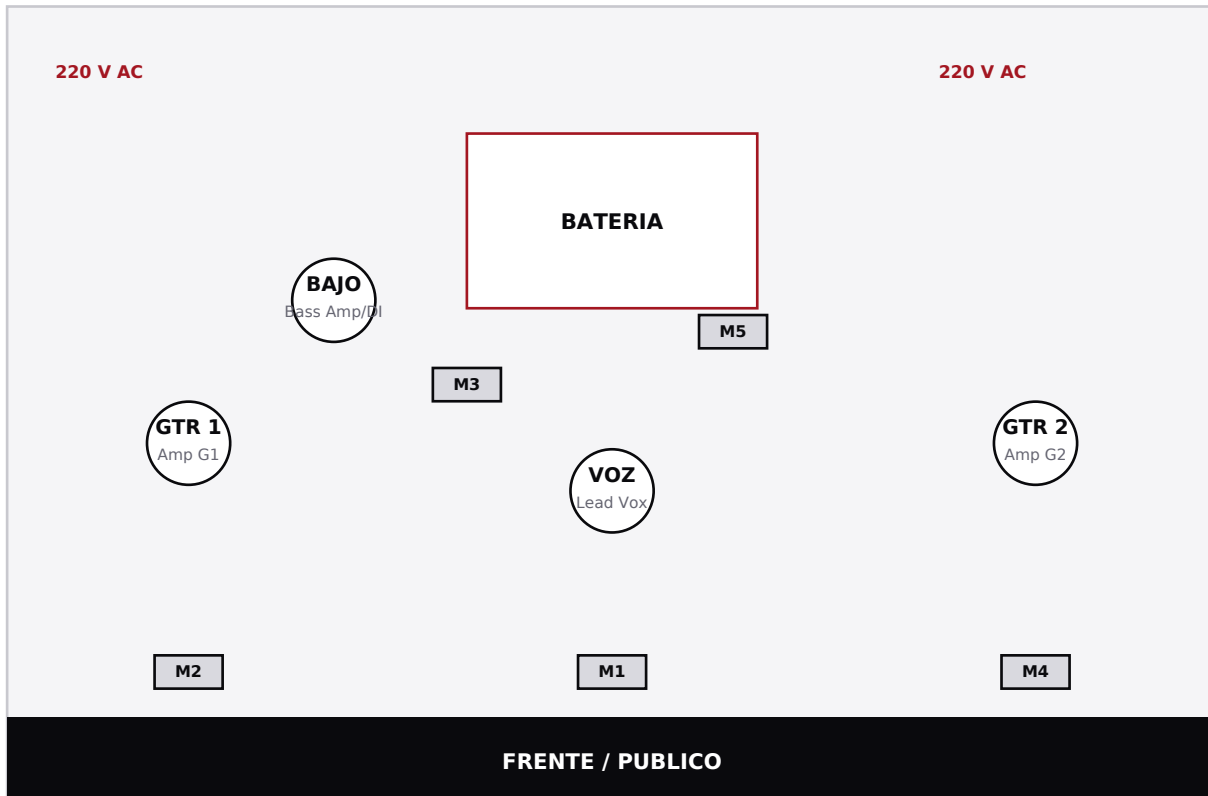 220 V AC
220 V AC
BATERIA
BAJO
Bass Amp/DI
M5
M3
GTR 1
Amp G1
GTR 2
Amp G2
VOZ
Lead Vox
M2
M1
M4
FRENTE / PUBLICO